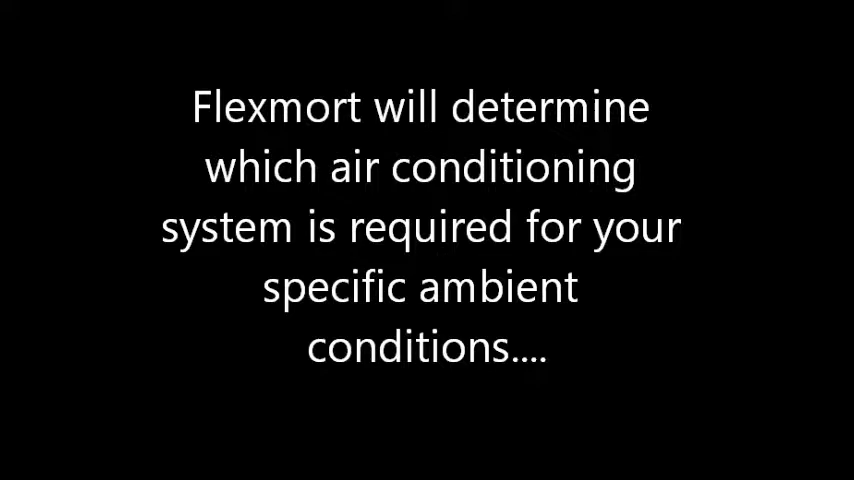 Flexmort will determine
which air conditioning
system is required for your
specific ambient
conditions....